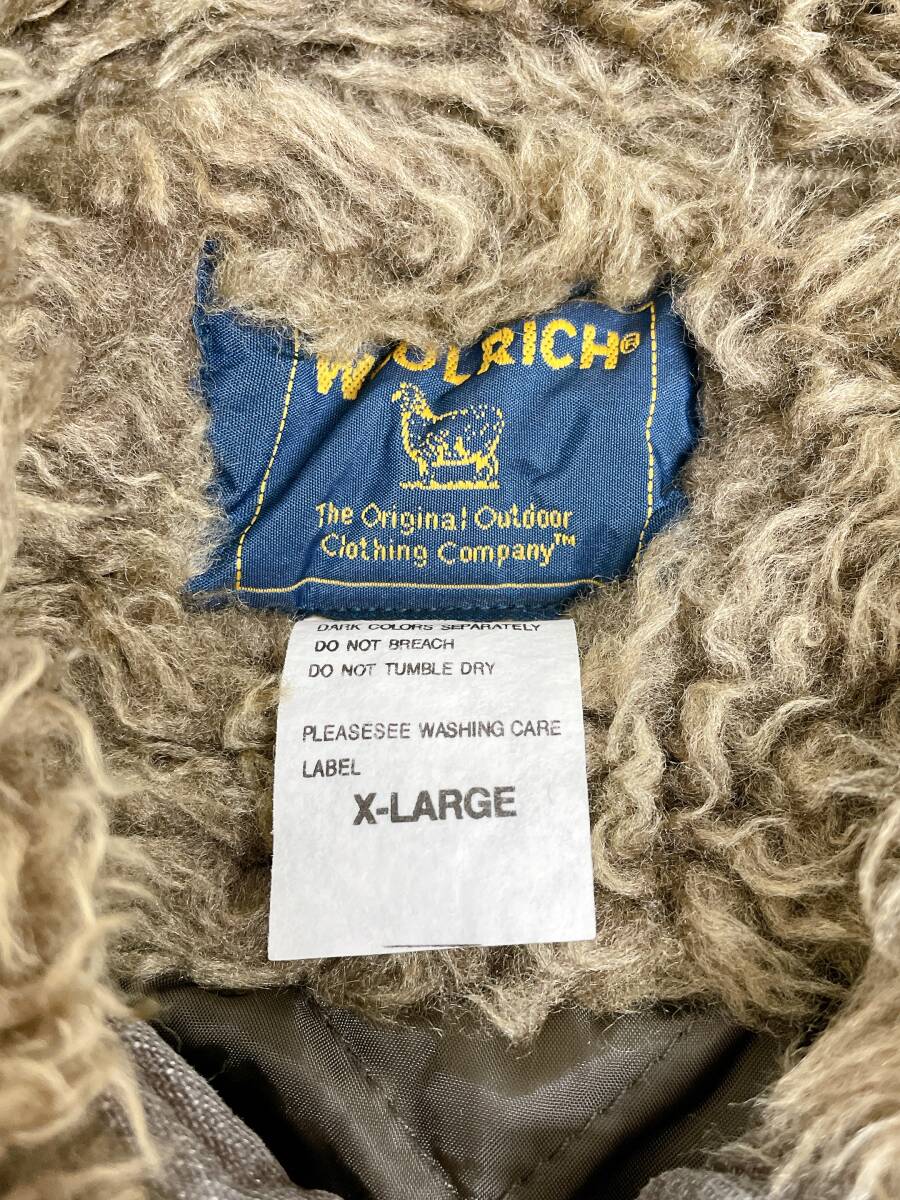 WOOLRICH®
The Original Outdoor
Clothing Company™
DARK COLORS SEPARATELY
DO NOT BREACH
DO NOT TUMBLE DRY
PLEASESEE WASHING CARE
LABEL
X-LARGE